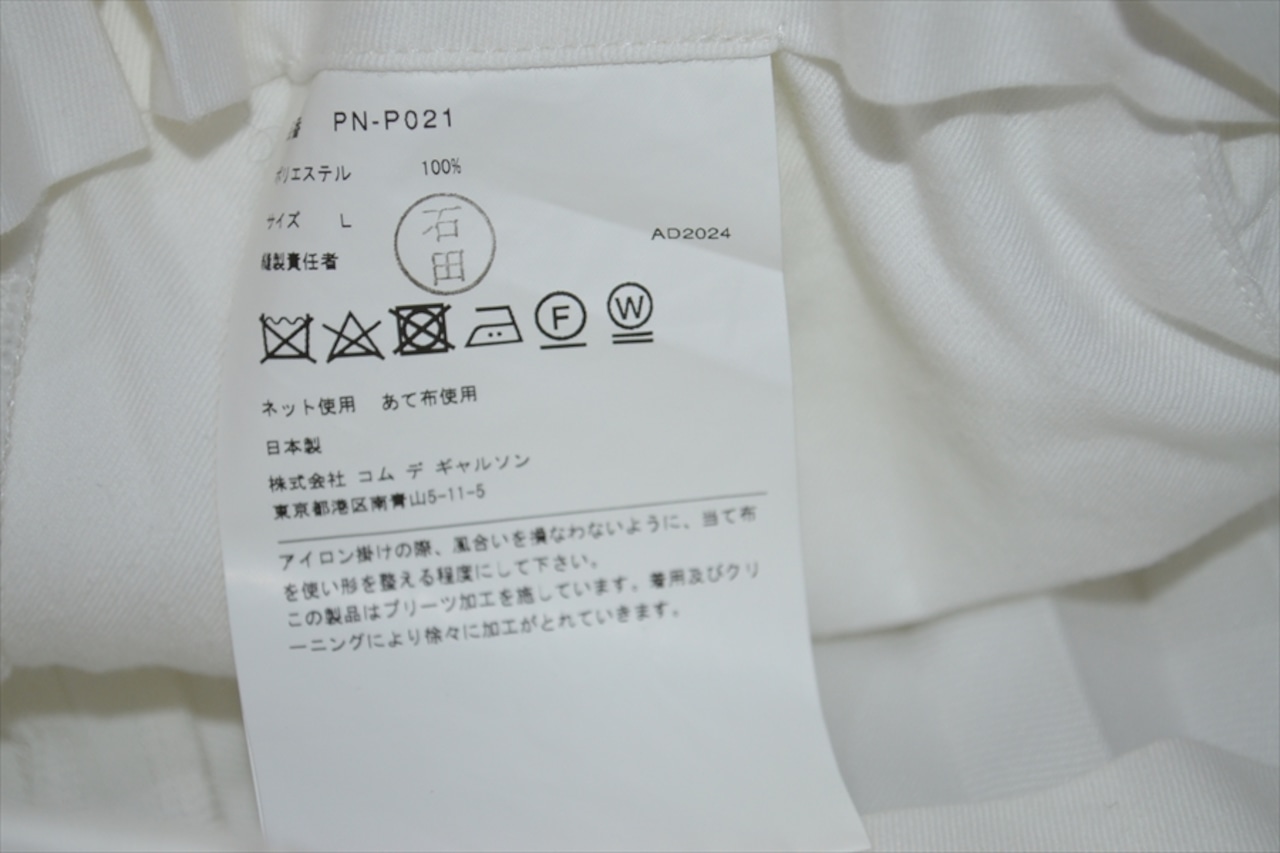 番 PN-P021
ポリエステル 100%
サイズ L
石田
AD2024
縫製責任者
F W
ネット使用 あて布使用
日本製
株式会社 コム デ ギャルソン
東京都港区南青山5-11-5
アイロン掛けの際、風合いを損なわないように、当て布
を使い形を整える程度にして下さい。
この製品はプリーツ加工を施しています。着用及びクリ
ーニングにより徐々に加工がとれていきます。